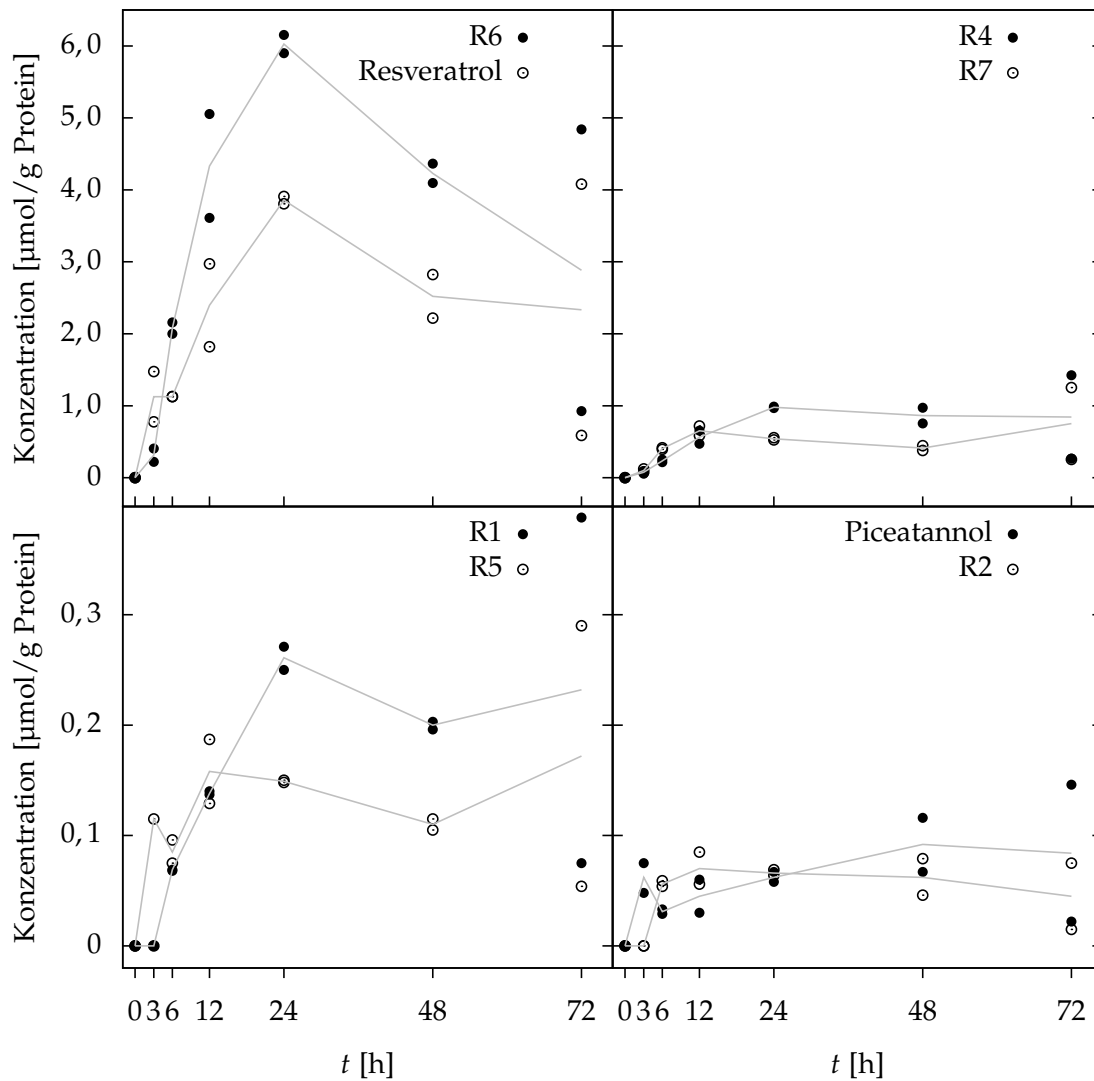 R6
Resveratrol
R4
R7
Konzentration [µmol/g Protein]
6,0
5,0
4,0
3,0
2,0
1,0
0
R1
R5
Piceatannol
R2
Konzentration [µmol/g Protein]
0,3
0,2
0,1
0
0 3 6 12 24 48 72
0 3 6 12 24 48 72
t [h]
t [h]